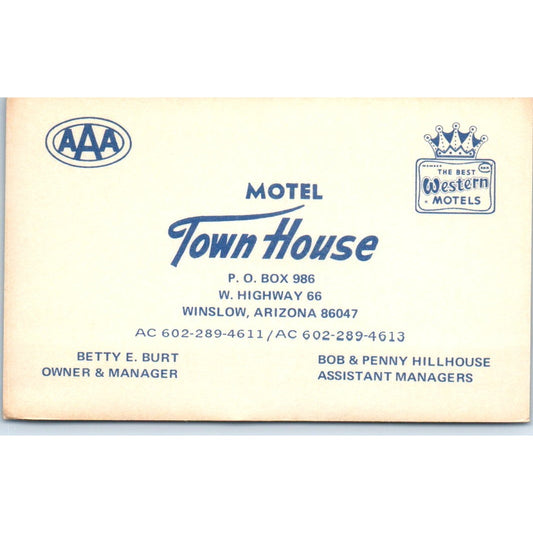 AAA
MEMBER
THE BEST
Western
MOTELS
MOTEL
Town House
P. O. BOX 986
W. HIGHWAY 66
WINSLOW, ARIZONA 86047
AC 602-289-4611/AC 602-289-4613
BETTY E. BURT
OWNER & MANAGER
BOB & PENNY HILLHOUSE
ASSISTANT MANAGERS